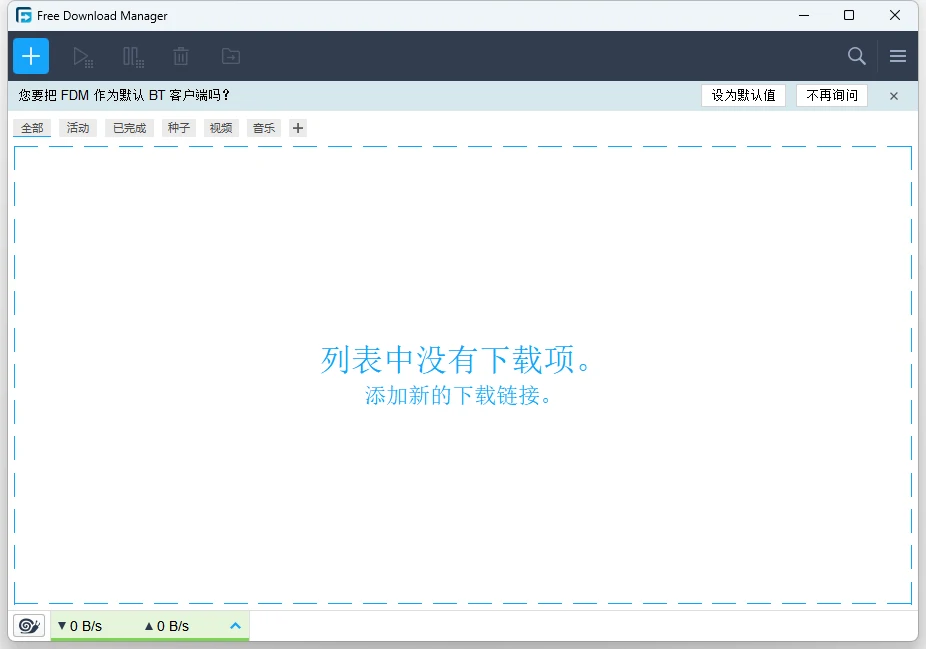 Free Download Manager
您要把 FDM 作为默认 BT 客户端吗？ 设为默认值 不再询问
全部 活动 已完成 种子 视频 音乐
列表中没有下载项。
添加新的下载链接。
▼ 0 B/s ▲ 0 B/s